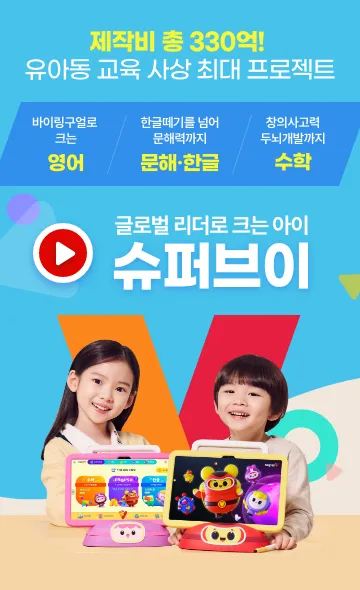 제작비 총 330억!
유아동 교육 사상 최대 프로젝트
바이링구얼로
크는
영어
한글떼기를 넘어
문해력까지
문해·한글
창의사고력
두뇌개발까지
수학
글로벌 리더로 크는 아이
슈퍼브이